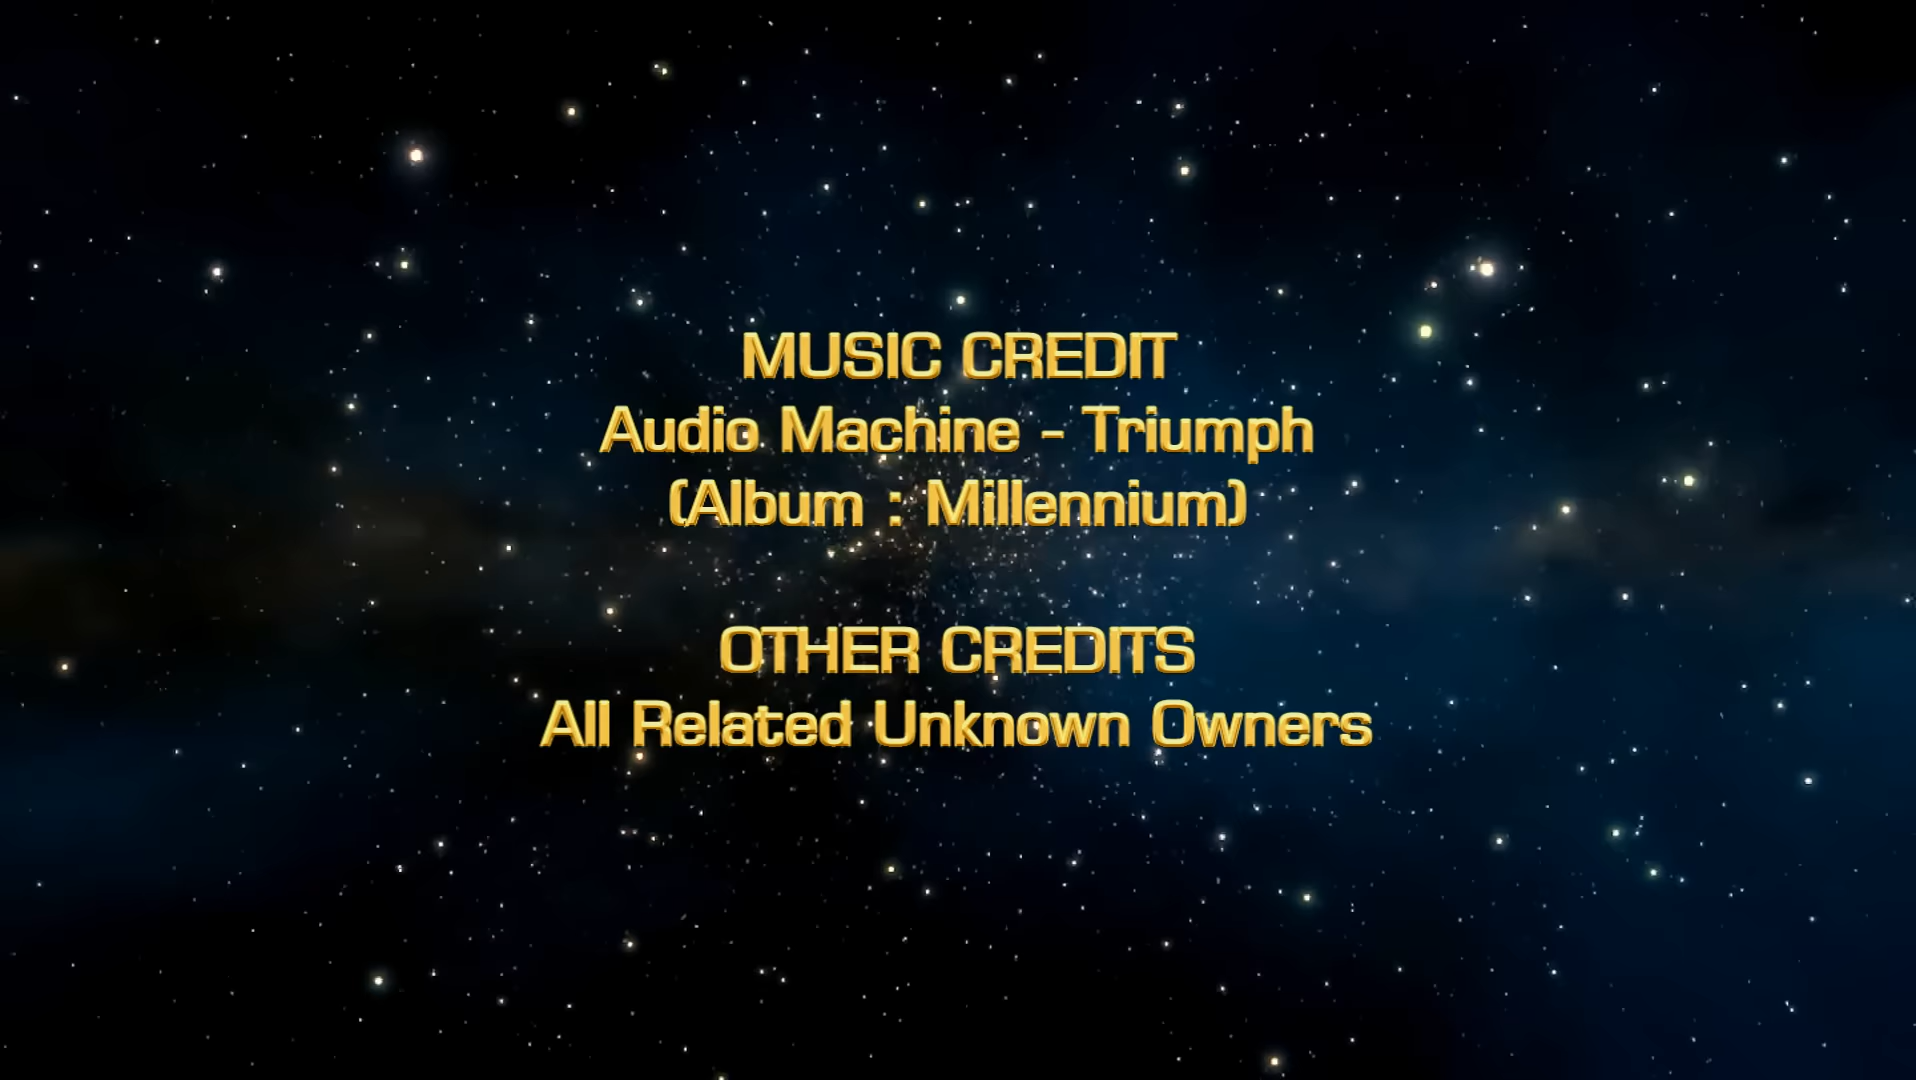 MUSIC CREDIT
Audio Machine - Triumph
(Album : Millennium)
OTHER CREDITS
All Related Unknown Owners